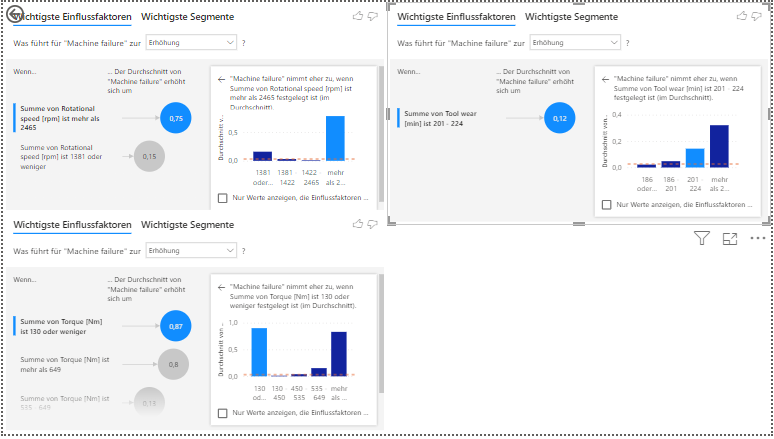 Wichtigste Einflussfaktoren Wichtigste Segmente
Was führt für "Machine failure" zur Erhöhung ?
Wenn...
... Der Durchschnitt von
"Machine failure" erhöht
sich um
Summe von Rotational
speed [rpm] ist mehr als
2465
0,75
Summe von Rotational
speed [rpm] ist 1381 oder
weniger
0,15
"Machine failure" nimmt eher zu, wenn
Summe von Rotational speed [rpm] ist
mehr als 2465 festgelegt ist (im
Durchschnitt).
Durchschnitt v...
0,5
0,0
1381
oder...
1381 -
1422
1422 -
2465
mehr
als 2...
Nur Werte anzeigen, die Einflussfaktoren ...
Wichtigste Einflussfaktoren Wichtigste Segmente
Was führt für "Machine failure" zur Erhöhung ?
Wenn...
... Der Durchschnitt von
"Machine failure" erhöht
sich um
Summe von Tool wear
[min] ist 201 - 224
0,12
"Machine failure" nimmt eher zu, wenn
Summe von Tool wear [min] ist 201 - 224
festgelegt ist (im Durchschnitt).
Durchschnitt von...
0,4
0,2
0,0
186
oder...
186 -
201
201 -
224
mehr
als 2...
Nur Werte anzeigen, die Einflussfaktoren ...
Wichtigste Einflussfaktoren Wichtigste Segmente
Was führt für "Machine failure" zur Erhöhung ?
Wenn...
... Der Durchschnitt von
"Machine failure" erhöht
sich um
Summe von Torque [Nm]
ist 130 oder weniger
0,87
Summe von Torque [Nm] ist
mehr als 649
0,8
Summe von Torque [Nm] ist
535 - 649
0,13
"Machine failure" nimmt eher zu, wenn
Summe von Torque [Nm] ist 130 oder
weniger festgelegt ist (im Durchschnitt).
Durchschnitt von ...
1,0
0,5
0,0
130
od...
130 -
450
450 -
535
535 -
649
mehr
als ...
Nur Werte anzeigen, die Einflussfaktoren ...